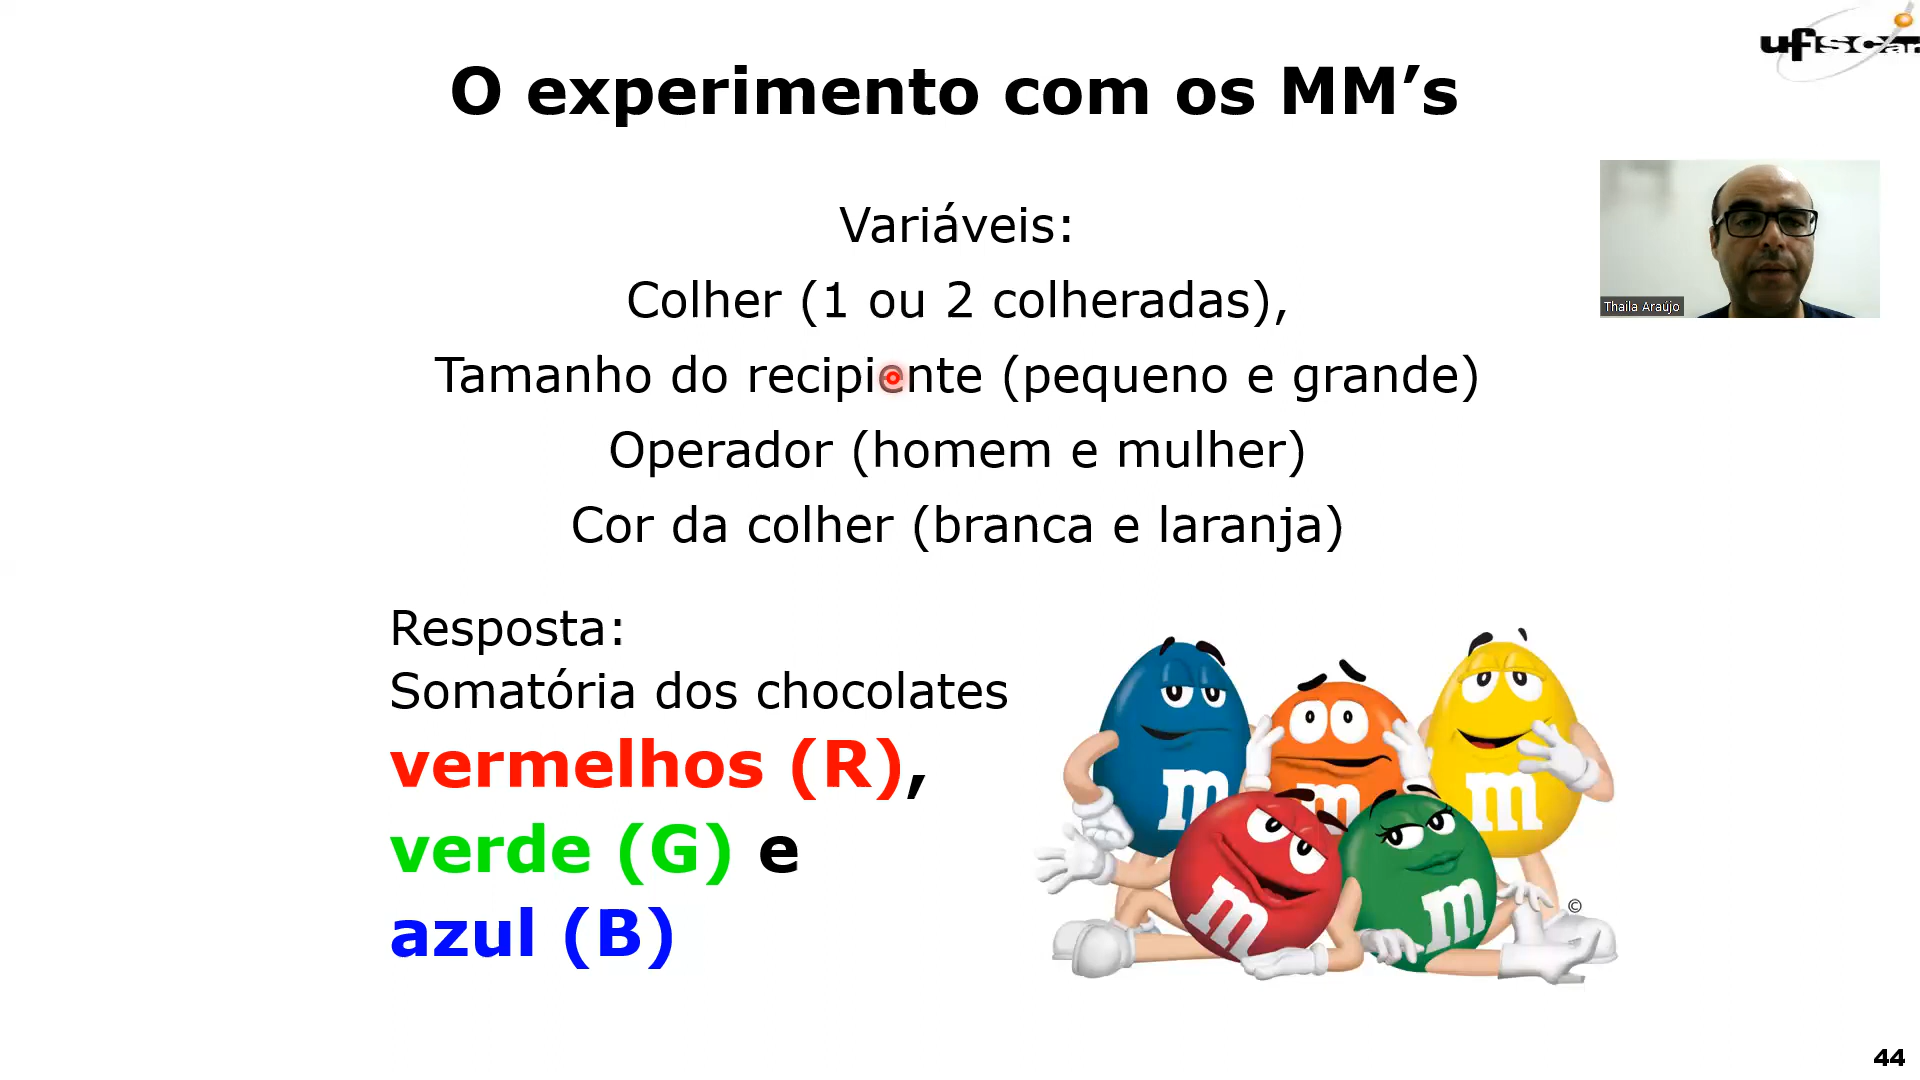 ufscar
O experimento com os MM’s
Variáveis:
Colher (1 ou 2 colheradas),
Tamanho do recipiente (pequeno e grande)
Operador (homem e mulher)
Cor da colher (branca e laranja)
Thaila Araújo
Resposta:
Somatória dos chocolates
vermelhos (R),
verde (G) e
azul (B)
m
m
m
m
m
©
44